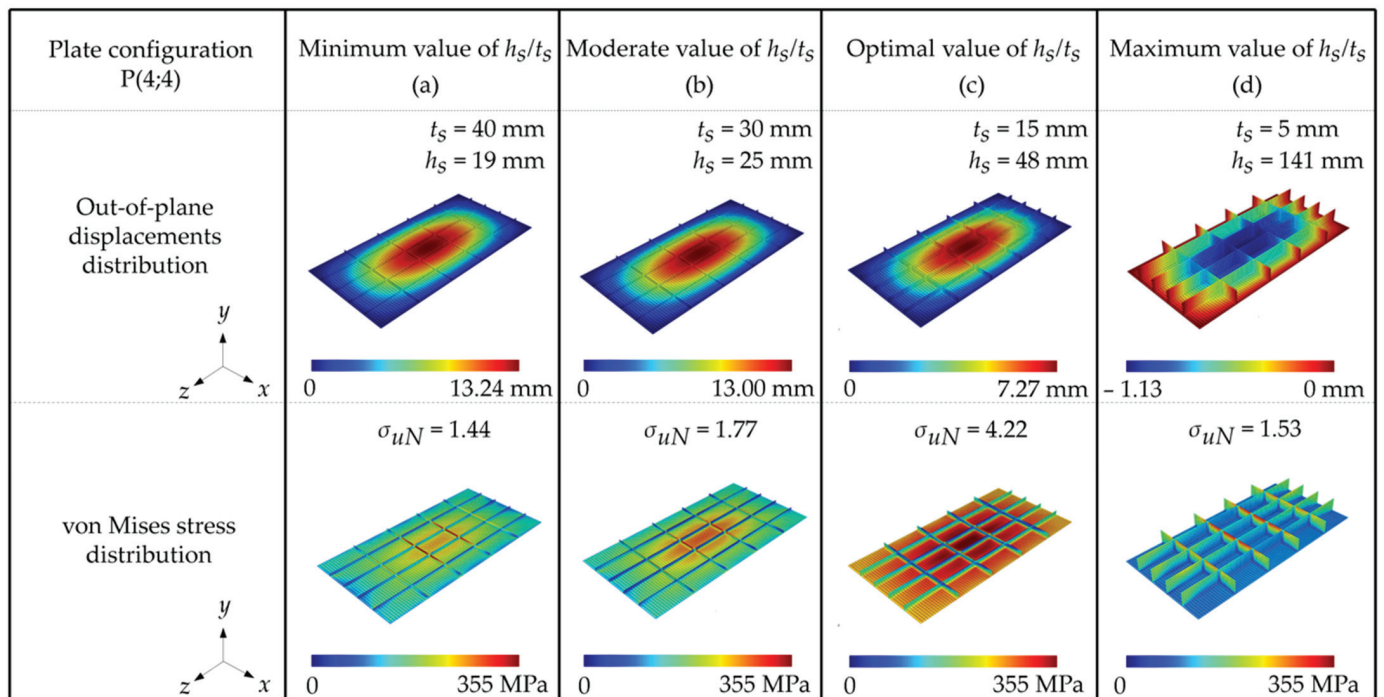 Plate configuration
P(4;4)
Minimum value of hs/ts
(a)
Moderate value of hs/ts
(b)
Optimal value of hs/ts
(c)
Maximum value of hs/ts
(d)
Out-of-plane
displacements
distribution
y
z
x
ts = 40 mm
hs = 19 mm
0
13.24 mm
ts = 30 mm
hs = 25 mm
0
13.00 mm
ts = 15 mm
hs = 48 mm
0
7.27 mm
ts = 5 mm
hs = 141 mm
– 1.13
0 mm
von Mises stress
distribution
y
z
x
σuN = 1.44
0
355 MPa
σuN = 1.77
0
355 MPa
σuN = 4.22
0
355 MPa
σuN = 1.53
0
355 MPa